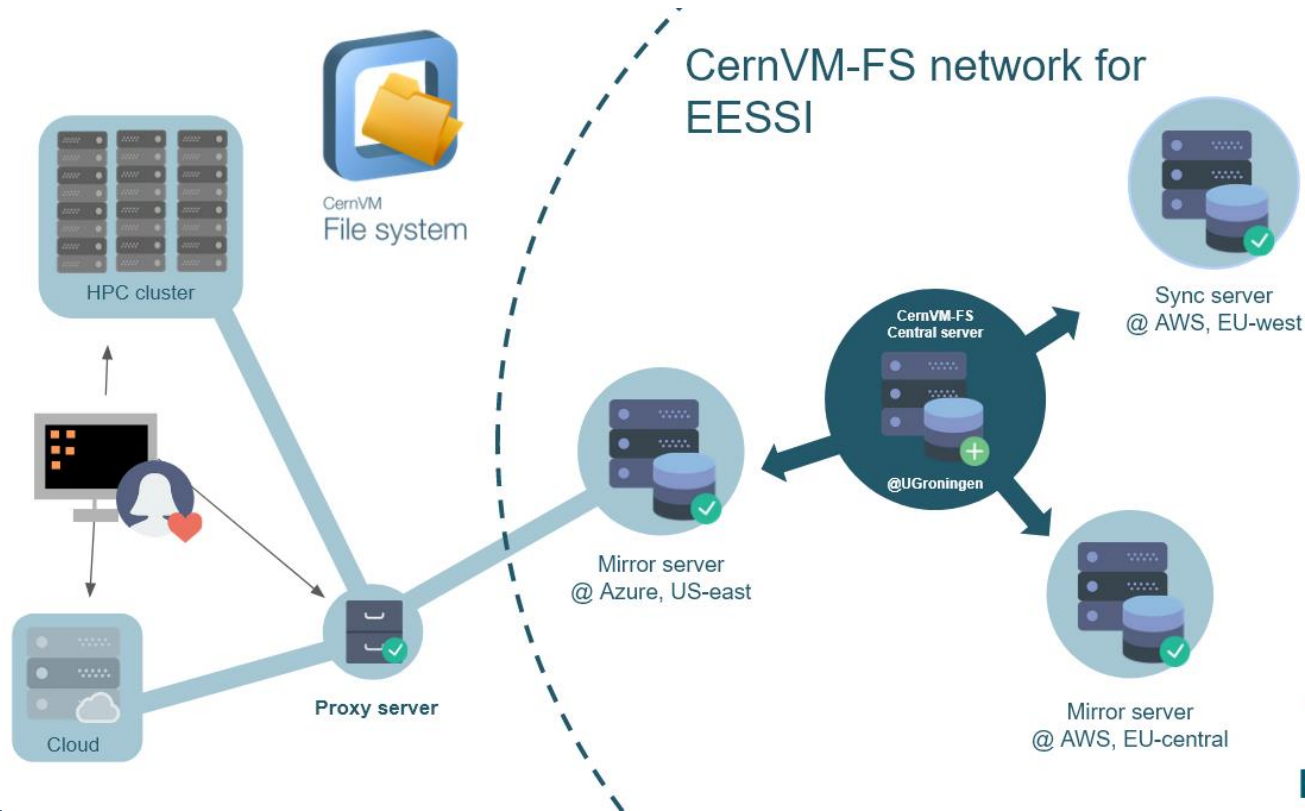 CernVM-FS network for
EESSI
CernVM
File system
HPC cluster
Sync server
@ AWS, EU-west
CernVM-FS
Central server
@UGroningen
Mirror server
@ Azure, US-east
Proxy server
Cloud
Mirror server
@ AWS, EU-central